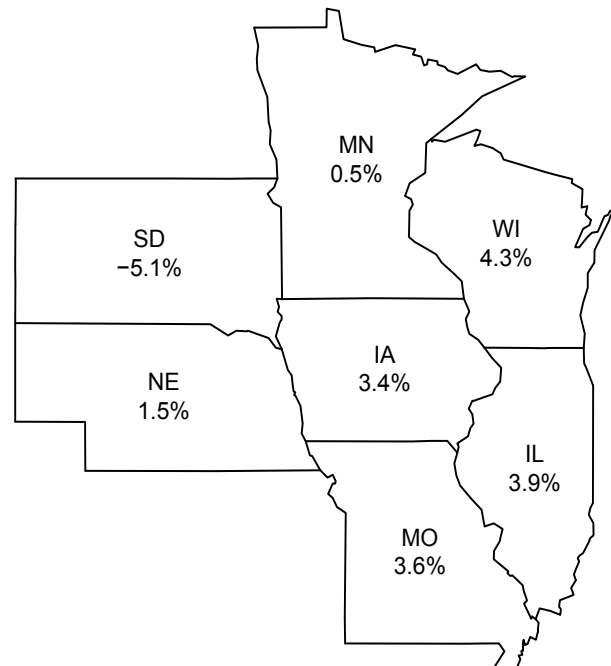 MN
0.5%
SD
−5.1%
WI
4.3%
IA
3.4%
NE
1.5%
IL
3.9%
MO
3.6%